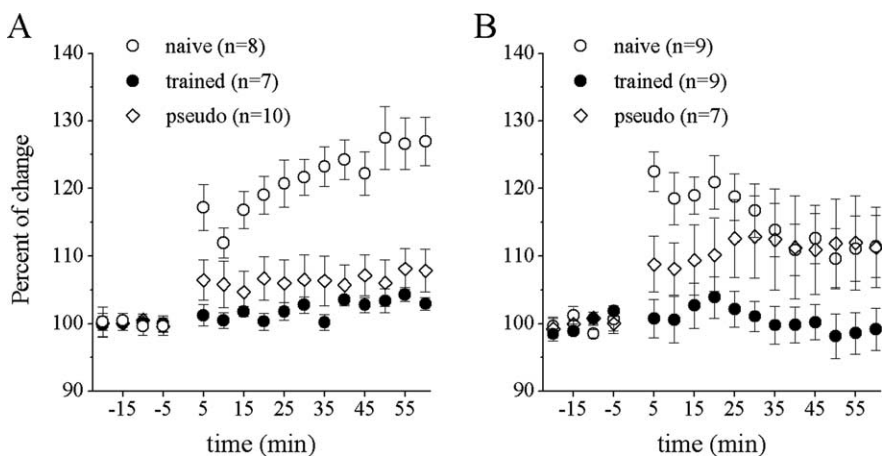 A
B
naive (n=8)
trained (n=7)
pseudo (n=10)
naive (n=9)
trained (n=9)
pseudo (n=7)
Percent of change
140
130
120
110
100
90
140
130
120
110
100
90
-15 -5 5 15 25 35 45 55
-15 -5 5 15 25 35 45 55
time (min)
time (min)